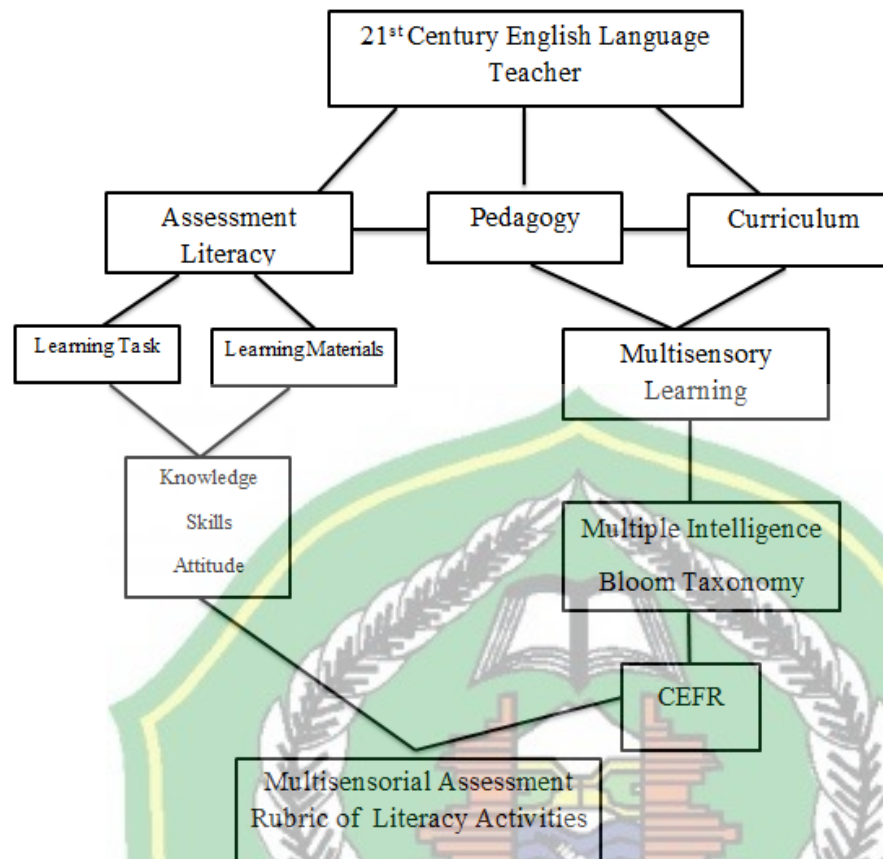 21st Century English Language
Teacher
Assessment
Literacy
Pedagogy
Curriculum
Learning Task
Learning Materials
Multisensory
Learning
Knowledge
Skills
Attitude
Multiple Intelligence
Bloom Taxonomy
CEFR
Multisensorial Assessment
Rubric of Literacy Activities